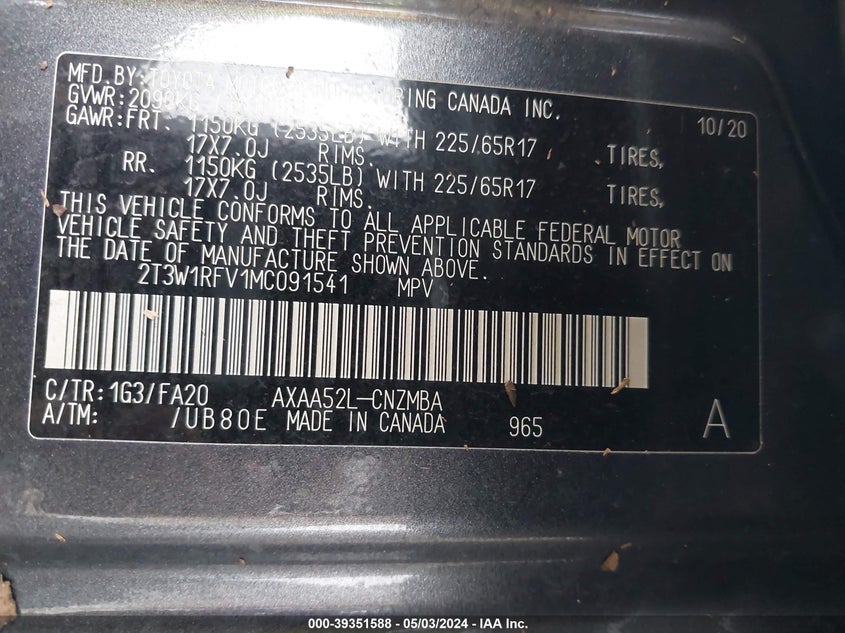 MFD. BY: TOYOTA CANADA INC.
10/20
GVWR: 2090KG
GAWR: FRT. 1150KG (2535LB) WITH 225/65R17 TIRES,
17X7.0J RIMS.
RR. 1150KG (2535LB) WITH 225/65R17 TIRES,
17X7.0J RIMS.
THIS VEHICLE CONFORMS TO ALL APPLICABLE FEDERAL MOTOR
VEHICLE SAFETY AND THEFT PREVENTION STANDARDS IN EFFECT ON
THE DATE OF MANUFACTURE SHOWN ABOVE.
2T3W1RFV1MC091541 MPV
C/TR: 1G3/FA20 AXAA52L-CNZMBA
A/TM: /UB80E MADE IN CANADA 965 A
000-39351588 - 05/03/2024 - IAA Inc.